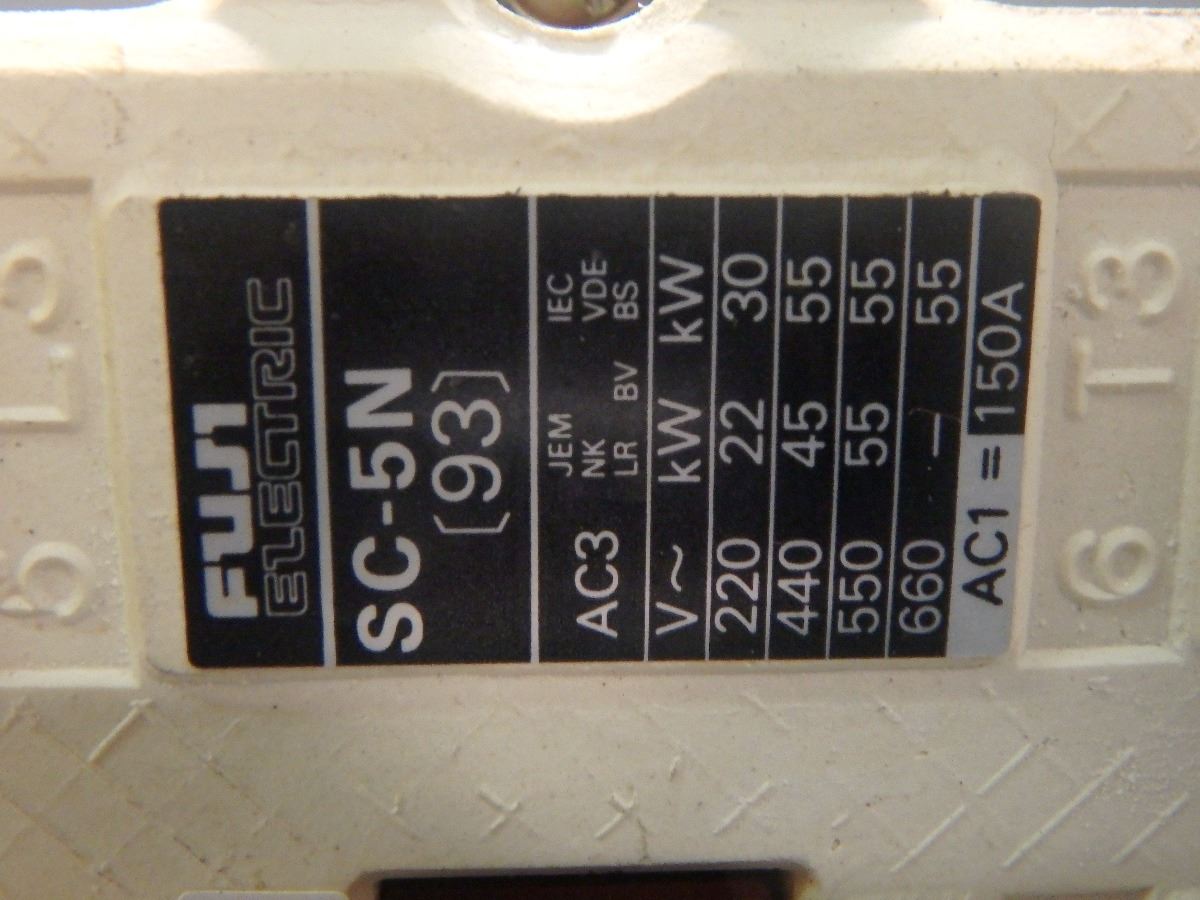 FUJI
ELECTRIC
SC-5N
(93)
AC3 JEM IEC
NK VDE
LR BV BS
V~ kW kW
220 22 30
440 45 55
550 55 55
660 — 55
AC1=150A
L3
T3
6